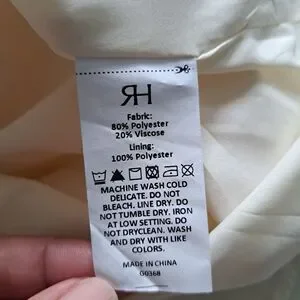 RH
Fabric:
80% Polyester
20% Viscose
Lining:
100% Polyester
MACHINE WASH COLD
DELICATE. DO NOT
BLEACH. LINE DRY. DO
NOT TUMBLE DRY. IRON
AT LOW SETTING. DO
NOT DRYCLEAN. WASH
AND DRY WITH LIKE
COLORS.
MADE IN CHINA
G0368